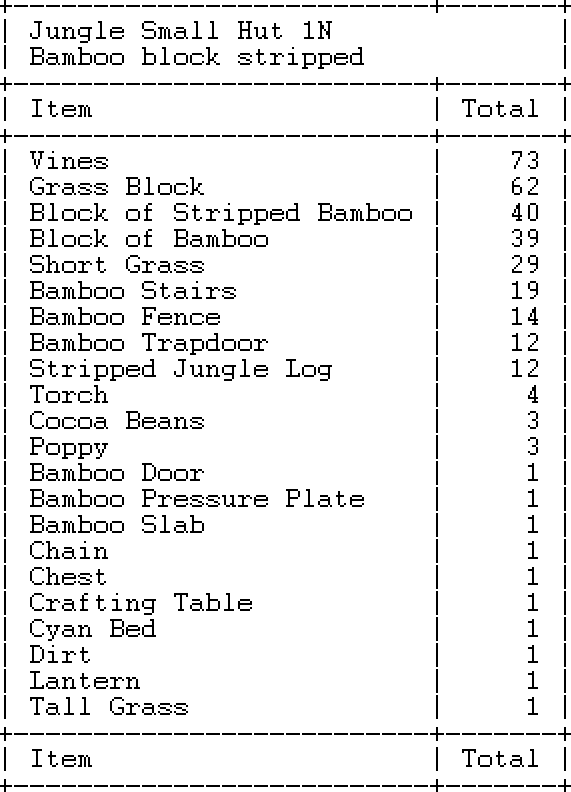 Jungle Small Hut 1N
Bamboo block stripped
Item Total
Vines 73
Grass Block 62
Block of Stripped Bamboo 40
Block of Bamboo 39
Short Grass 29
Bamboo Stairs 19
Bamboo Fence 14
Bamboo Trapdoor 12
Stripped Jungle Log 12
Torch 4
Cocoa Beans 3
Poppy 3
Bamboo Door 1
Bamboo Pressure Plate 1
Bamboo Slab 1
Chain 1
Chest 1
Crafting Table 1
Cyan Bed 1
Dirt 1
Lantern 1
Tall Grass 1
Item Total